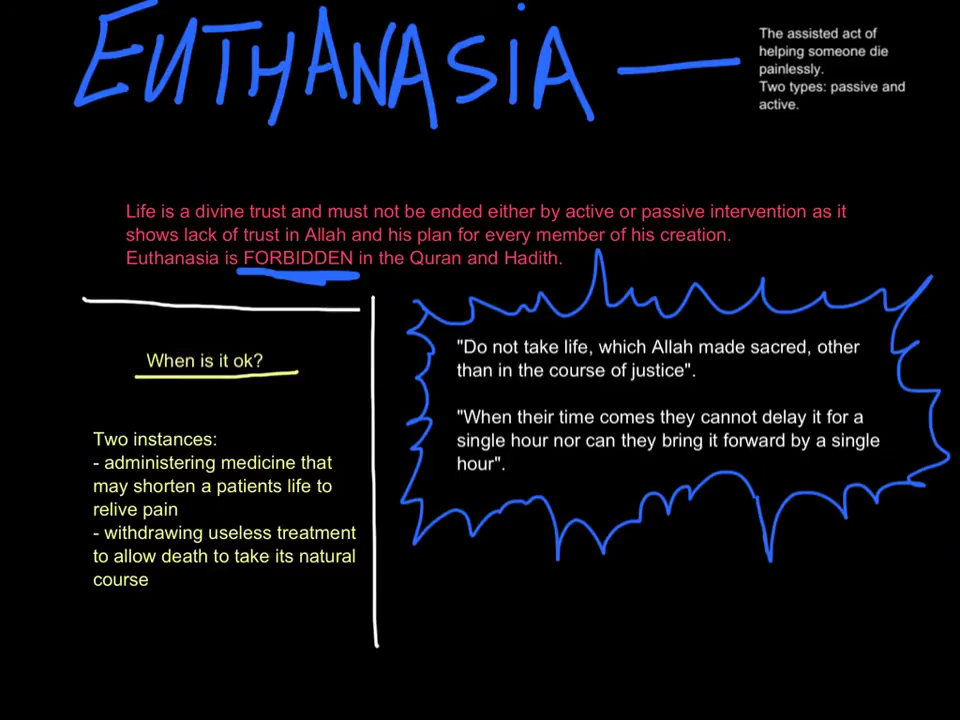 EUTHANASIA —
The assisted act of
helping someone die
painlessly.
Two types: passive and
active.
Life is a divine trust and must not be ended either by active or passive intervention as it
shows lack of trust in Allah and his plan for every member of his creation.
Euthanasia is FORBIDDEN in the Quran and Hadith.
When is it ok?
Two instances:
- administering medicine that
may shorten a patients life to
relive pain
- withdrawing useless treatment
to allow death to take its natural
course
"Do not take life, which Allah made sacred, other
than in the course of justice".
"When their time comes they cannot delay it for a
single hour nor can they bring it forward by a single
hour".